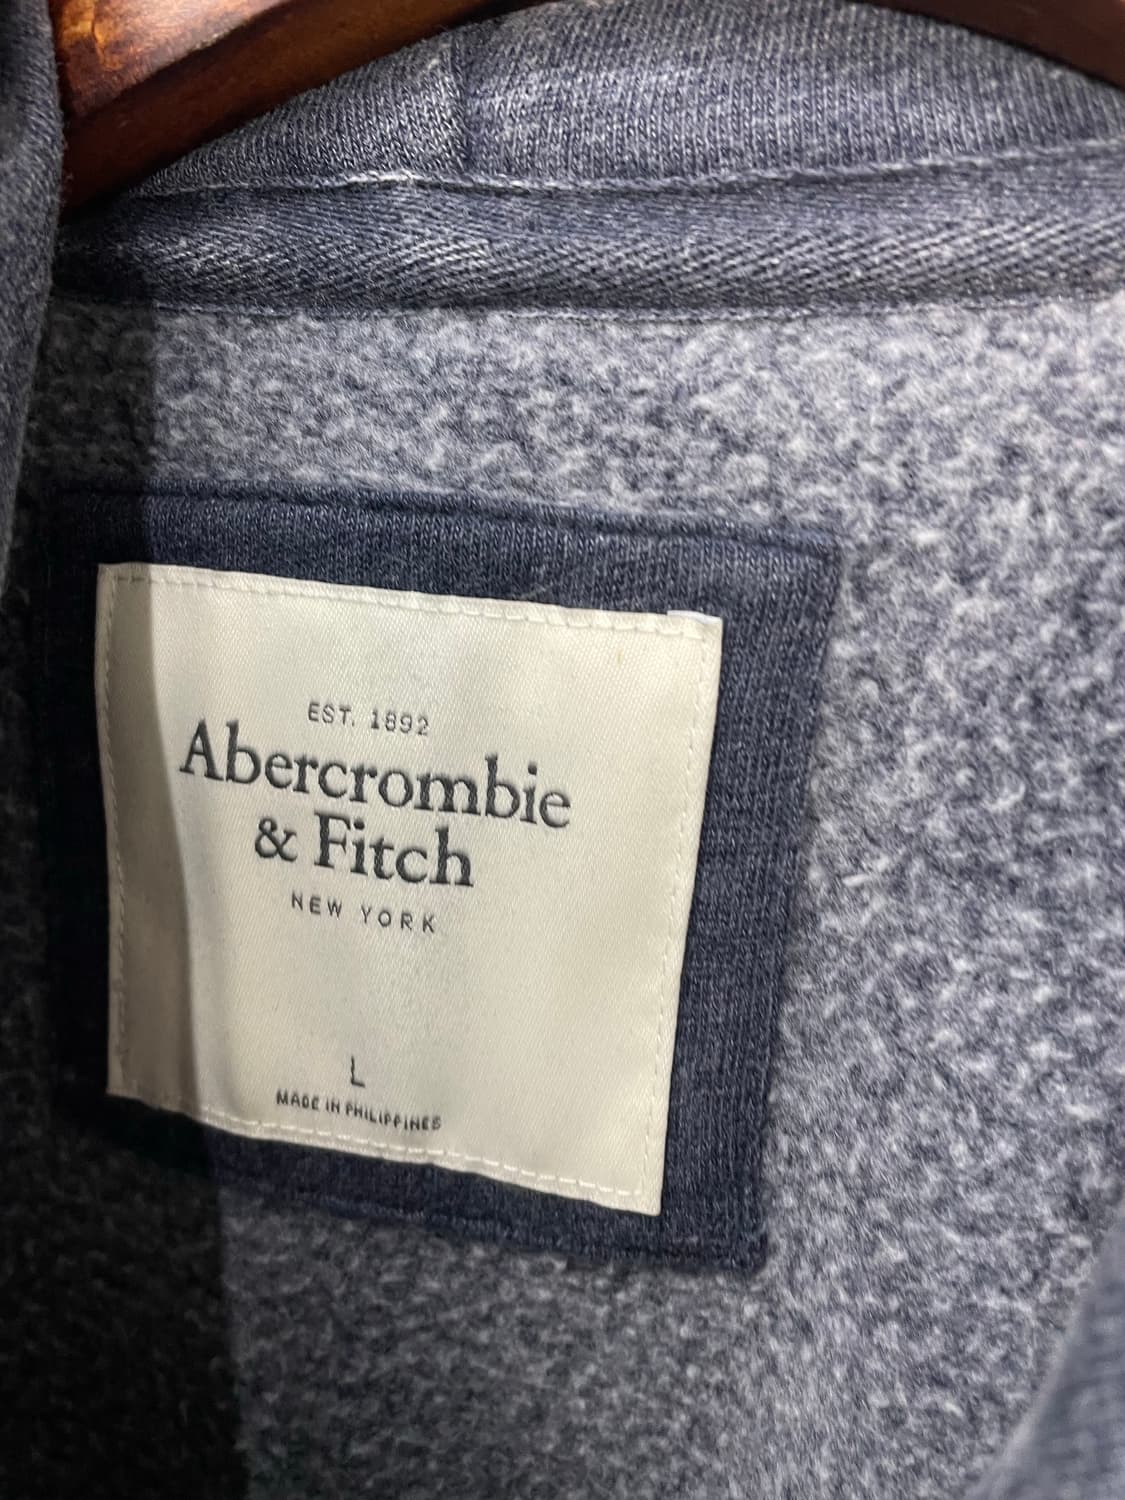 EST. 1892
Abercrombie
& Fitch
NEW YORK
L
MADE IN PHILIPPINES